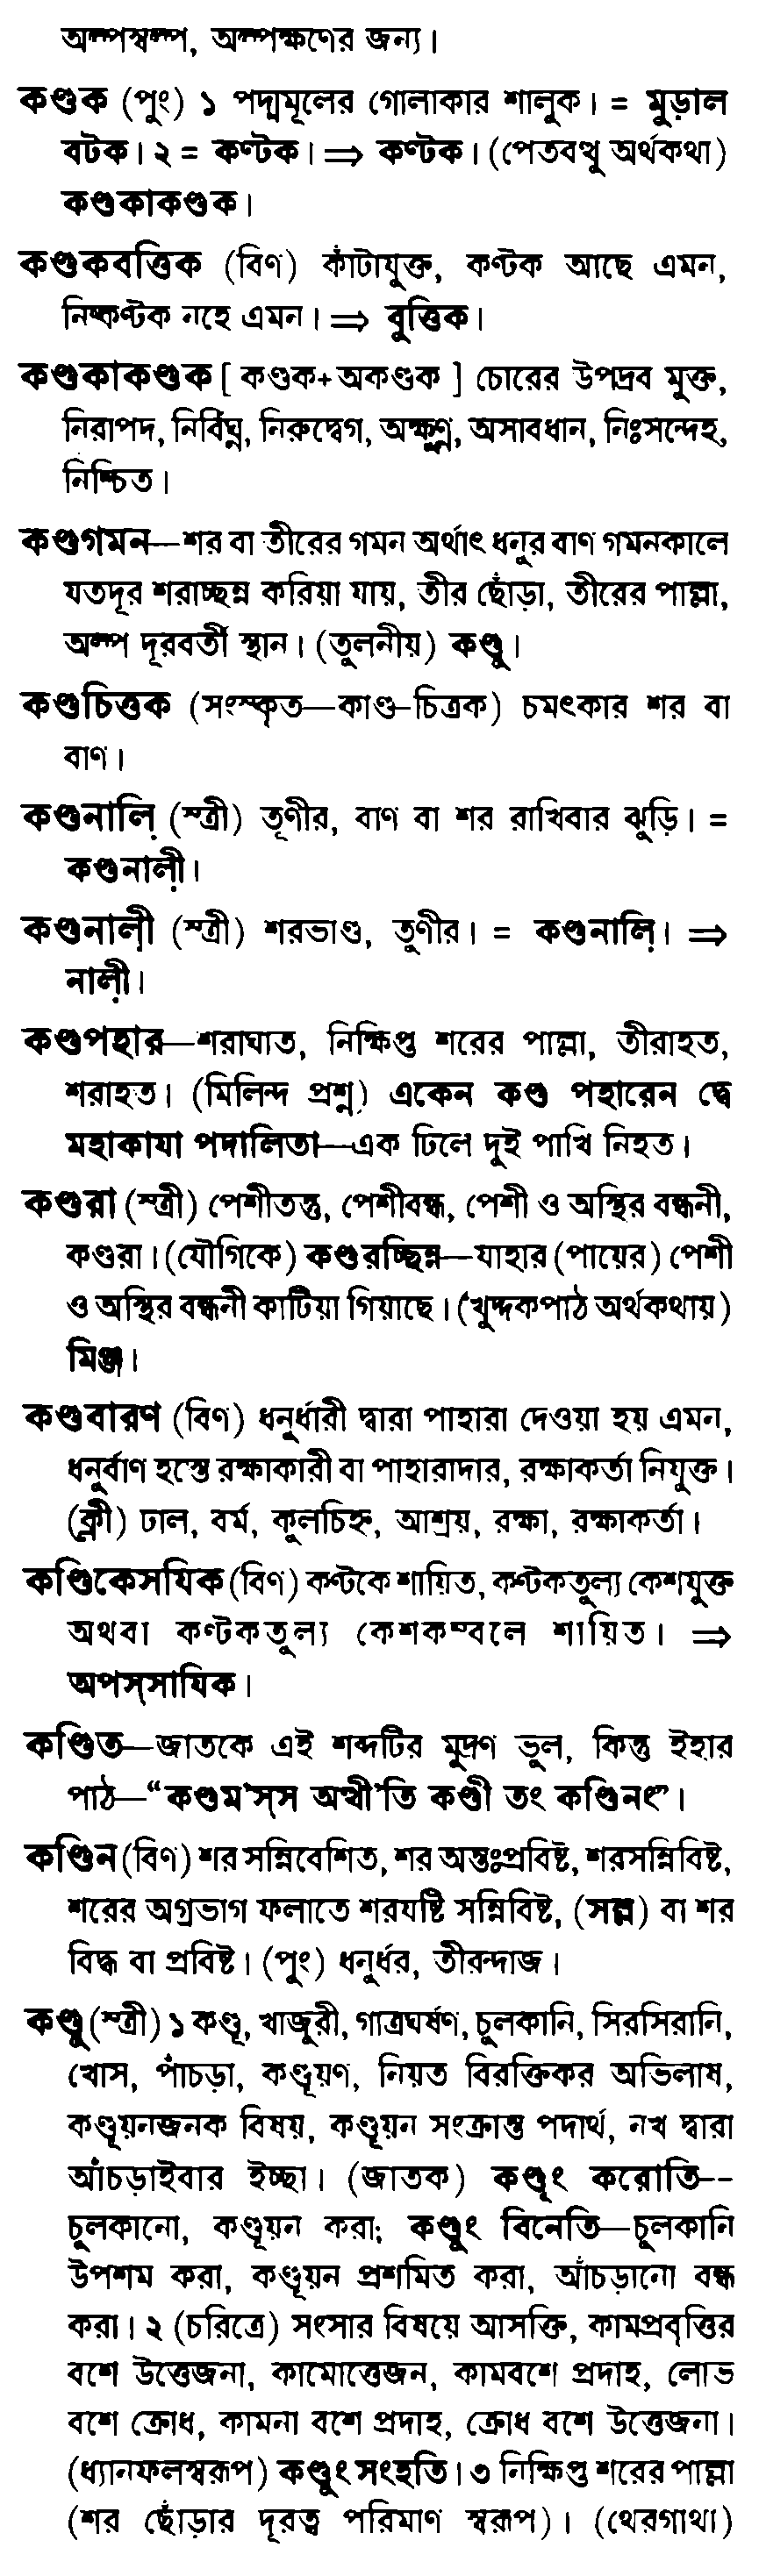 অল্পস্বল্প, অল্পক্ষণের জন্য।
কণ্ডক (পুং) ১ পদ্মমূলের গোলাকার শালুক। = মুড়াল
বটক। ২ = কণ্টক। ⇒ কণ্টক। (পেতবত্থু অর্থকথা)
কণ্ডকাকণ্ডক।
কণ্ডকবত্তিক (বিণ) কাঁটাযুক্ত, কণ্টক আছে এমন,
নিষ্কণ্টক নহে এমন। ⇒ বুত্তিক।
কণ্ডকাকণ্ডক [ কণ্ডক+অকণ্ডক ] চোরের উপদ্রব মুক্ত,
নিরাপদ, নির্বিঘ্ন, নিরুদ্বেগ, অক্ষুণ্ণ, অসাবধান, নিঃসন্দেহ,
নিশ্চিত।
কণ্ডগমন—শর বা তীরের গমন অর্থাৎ ধনুর বাণ গমনকালে
যতদূর শরাচ্ছন্ন করিয়া যায়, তীর ছোঁড়া, তীরের পাল্লা,
অল্প দূরবর্তী স্থান। (তুলনীয়) কণ্ডু।
কণ্ডচিত্তক (সংস্কৃত—কাণ্ড-চিত্রক) চমৎকার শর বা
বাণ।
কণ্ডনালি় (স্ত্রী) তূণীর, বাণ বা শর রাখিবার ঝুড়ি। =
কণ্ডনাল়ী।
কণ্ডনাল়ী (স্ত্রী) শরভাণ্ড, তূণীর। = কণ্ডনালি়। ⇒
নাল়ী।
কণ্ডপহার—শরাঘাত, নিক্ষিপ্ত শরের পাল্লা, তীরাহত,
শরাহত। (মিলিন্দ প্রশ্ন) একেন কণ্ড পহারেন দ্বে
মহাকাযা পদালিতা—এক ঢিলে দুই পাখি নিহত।
কণ্ডরা (স্ত্রী) পেশীতন্তু, পেশীবন্ধ, পেশী ও অস্থির বন্ধনী,
কণ্ডরা। (যৌগিকে) কণ্ডরচ্ছিন্ন—যাহার (পায়ের) পেশী
ও অস্থির বন্ধনী কাটিয়া গিয়াছে। (খুদ্দকপাঠ অর্থকথায়)
মিঞ্জ।
কণ্ডবারণ (বিণ) ধনুর্ধারী দ্বারা পাহারা দেওয়া হয় এমন,
ধনুর্বাণ হস্তে রক্ষাকারী বা পাহারাদার, রক্ষাকর্তা নিযুক্ত।
(ক্লী) ঢাল, বর্ম, কুলচিহ্ন, আশ্রয়, রক্ষা, রক্ষাকর্তা।
কণ্ডিকেসযিক (বিণ) কণ্টকে শায়িত, কণ্টকতুল্য কেশযুক্ত
অথবা কণ্টকতুল্য কেশকম্বলে শায়িত। ⇒
অপস্সাযিক।
কণ্ডিত—জাতকে এই শব্দটির মুদ্রণ ভুল, কিন্তু ইহার
পাঠ—“কণ্ডম'স্স অত্থী'তি কণ্ডী তং কণ্ডিনং”।
কণ্ডিন (বিণ) শর সন্নিবেশিত, শর অন্তঃপ্রবিষ্ট, শরসন্নিবিষ্ট,
শরের অগ্রভাগ ফলাতে শরযষ্টি সন্নিবিষ্ট, (সল্ল) বা শর
বিদ্ধ বা প্রবিষ্ট। (পুং) ধনুর্ধর, তীরন্দাজ।
কণ্ডু (স্ত্রী) ১ কণ্ডূ, খাজুরী, গাত্রঘর্ষণ, চুলকানি, সিরসিরানি,
খোস, পাঁচড়া, কণ্ডূয়ণ, নিয়ত বিরক্তিকর অভিলাষ,
কণ্ডূয়নজনক বিষয়, কণ্ডূয়ন সংক্রান্ত পদার্থ, নখ দ্বারা
আঁচড়াইবার ইচ্ছা। (জাতক) কণ্ডুং করোতি--
চুলকানো, কণ্ডূয়ন করা; কণ্ডুং বিনেতি—চুলকানি
উপশম করা, কণ্ডূয়ন প্রশমিত করা, আঁচড়ানো বন্ধ
করা। ২ (চরিত্রে) সংসার বিষয়ে আসক্তি, কামপ্রবৃত্তির
বশে উত্তেজনা, কামোত্তেজন, কামবশে প্রদাহ, লোভ
বশে ক্রোধ, কামনা বশে প্রদাহ, ক্রোধ বশে উত্তেজনা।
(ধ্যানফলস্বরূপ) কণ্ডুং সংহতি। ৩ নিক্ষিপ্ত শরের পাল্লা
(শর ছোঁড়ার দূরত্ব পরিমাণ স্বরূপ)। (থেরগাথা)